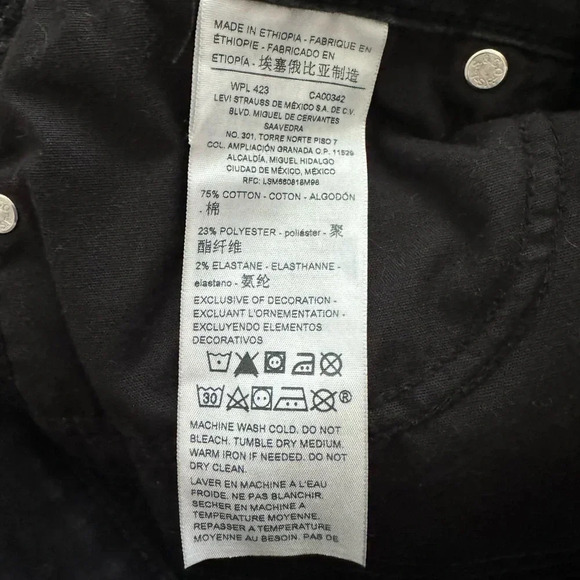 MADE IN ETHIOPIA - FABRIQUE EN
ÉTHIOPIE - FABRICADO EN
ETIOPÍA - 埃塞俄比亚制造
WPL 423 CA00342
LEVI STRAUSS DE MÉXICO S.A. DE C.V.
BLVD. MIGUEL DE CERVANTES
SAAVEDRA
NO. 301, TORRE NORTE PISO 7
COL. AMPLIACIÓN GRANADA C.P. 11529
ALCALDÍA, MIGUEL HIDALGO
CIUDAD DE MÉXICO, MÉXICO
RFC: LSM860818M96
75% COTTON - COTON - ALGODÓN
- 棉
23% POLYESTER - poliéster - 聚
酯纤维
2% ELASTANE - ELASTHANNE -
elastano - 氨纶
EXCLUSIVE OF DECORATION -
EXCLUANT L'ORNEMENTATION -
EXCLUYENDO ELEMENTOS
DECORATIVOS
30 ®
MACHINE WASH COLD. DO NOT
BLEACH. TUMBLE DRY MEDIUM.
WARM IRON IF NEEDED. DO NOT
DRY CLEAN.
LAVER EN MACHINE A L'EAU
FROIDE. NE PAS BLANCHIR.
SECHER EN MACHINE A
TEMPERATURE MOYENNE.
REPASSER A TEMPERATURE
MOYENNE AU BESOIN. PAS DE